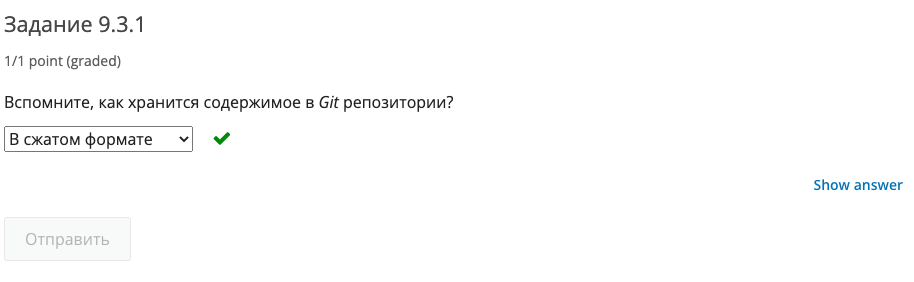 Задание 9.3.1
1/1 point (graded)
Вспомните, как хранится содержимое в Git репозитории?
В сжатом формате
Show answer
Отправить